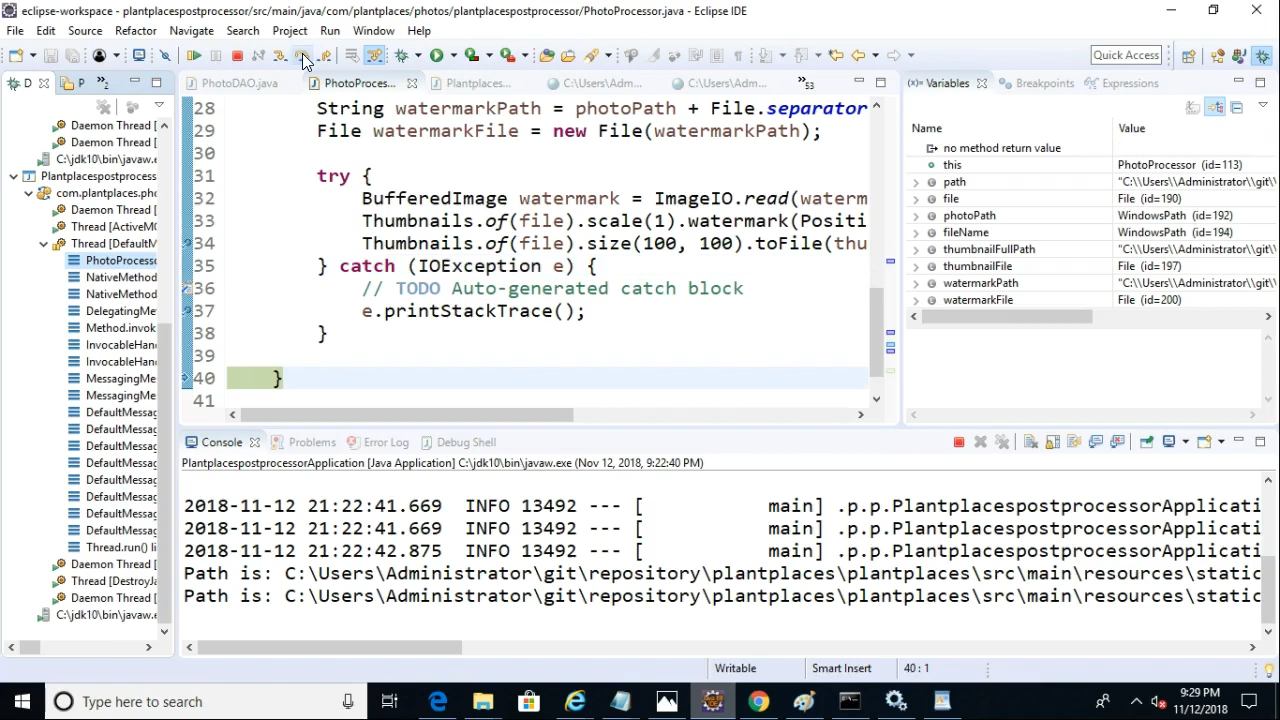 eclipse-workspace - plantplacespostprocessor/src/main/java/com/plantplaces/photos/plantplacespostprocessor/PhotoProcessor.java - Eclipse IDE
File Edit Source Refactor Navigate Search Project Run Window Help
Quick Access
D P 2
PhotoDAO.java PhotoProces... Plantplaces... C:\Users\Adm... C:\Users\Adm... 53
Variables Breakpoints Expressions
Daemon Thread [
Daemon Thread [
C:\jdk10\bin\javaw.e
Plantplacespostprocess
com.plantplaces.pho
Daemon Thread [
Thread [ActiveM
Thread [DefaultM
PhotoProcess
NativeMethod
NativeMethod
DelegatingMe
Method.invok
InvocableHan
InvocableHan
MessagingMe
MessagingMe
DefaultMessag
DefaultMessag
DefaultMessag
DefaultMessag
DefaultMessag
DefaultMessag
DefaultMessag
DefaultMessag
Thread.run() li
Daemon Thread [
Thread [DestroyJa
Daemon Thread [
C:\jdk10\bin\javaw.e
28 String watermarkPath = photoPath + File.separator
29 File watermarkFile = new File(watermarkPath);
30
31 try {
32 BufferedImage watermark = ImageIO.read(waterm
33 Thumbnails.of(file).scale(1).watermark(Positi
34 Thumbnails.of(file).size(100, 100).toFile(thu
35 } catch (IOException e) {
36 // TODO Auto-generated catch block
37 e.printStackTrace();
38 }
39
40 }
41
Name Value
no method return value
this PhotoProcessor (id=113)
path "C:\\Users\\Administrator\\git\\
file File (id=190)
photoPath WindowsPath (id=192)
fileName WindowsPath (id=194)
thumbnailFullPath "C:\\Users\\Administrator\\git\\
thumbnailFile File (id=197)
watermarkPath "C:\\Users\\Administrator\\git\\
watermarkFile File (id=200)
Console Problems Error Log Debug Shell
PlantplacespostprocessorApplication [Java Application] C:\jdk10\bin\javaw.exe (Nov 12, 2018, 9:22:40 PM)
2018-11-12 21:22:41.669 INFO 13492 --- [ main] .p.p.PlantplacespostprocessorApplicati
2018-11-12 21:22:41.669 INFO 13492 --- [ main] .p.p.PlantplacespostprocessorApplicati
2018-11-12 21:22:42.875 INFO 13492 --- [ main] .p.p.PlantplacespostprocessorApplicati
Path is: C:\Users\Administrator\git\repository\plantplaces\plantplaces\src\main\resources\static
Path is: C:\Users\Administrator\git\repository\plantplaces\plantplaces\src\main\resources\static
Writable Smart Insert 40 : 1
Type here to search
9:29 PM
11/12/2018